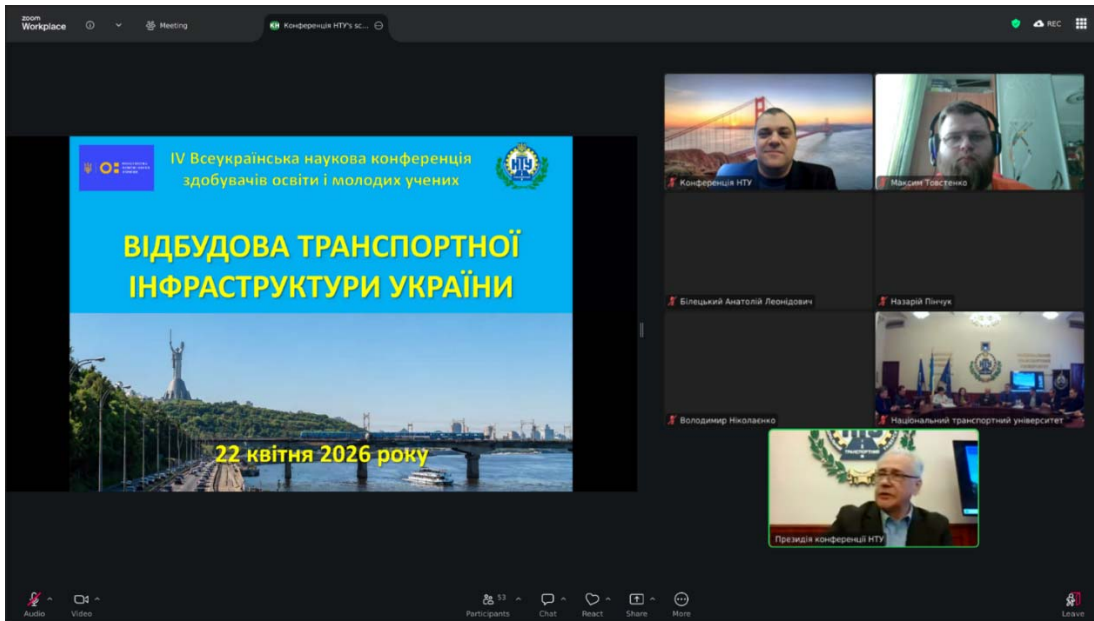 zoom
Workplace
Meeting
Конференція НТУ's sc...
REC
IV Всеукраїнська наукова конференція
здобувачів освіти і молодих учених
НТУ
ВІДБУДОВА ТРАНСПОРТНОЇ
ІНФРАСТРУКТУРИ УКРАЇНИ
22 квітня 2026 року
Конференція НТУ
Максим Товстенко
Білецький Анатолій Леонідович
Назарій Пінчук
Володимир Ніколаєнко
Національний транспортний університет
Президія конференції НТУ
Audio
Video
53
Participants
Chat
React
Share
More
Leave